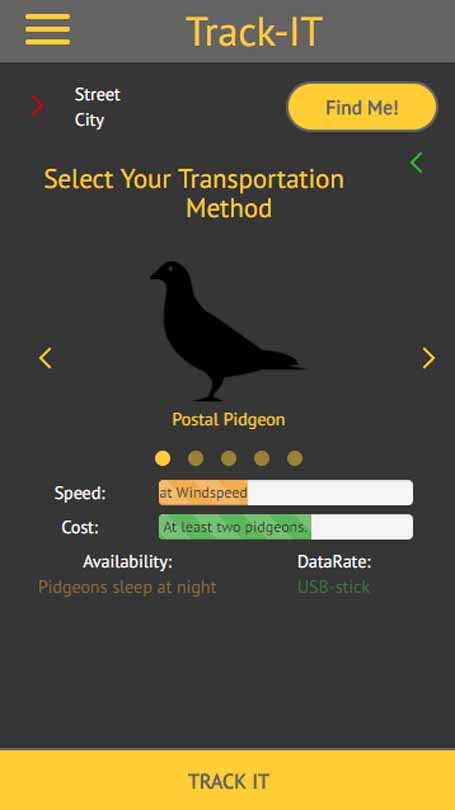 Track-IT
Street
City
Find Me!
Select Your Transportation
Method
Postal Pidgeon
Speed: at Windspeed
Cost: At least two pidgeons.
Availability: DataRate:
Pidgeons sleep at night USB-stick
TRACK IT